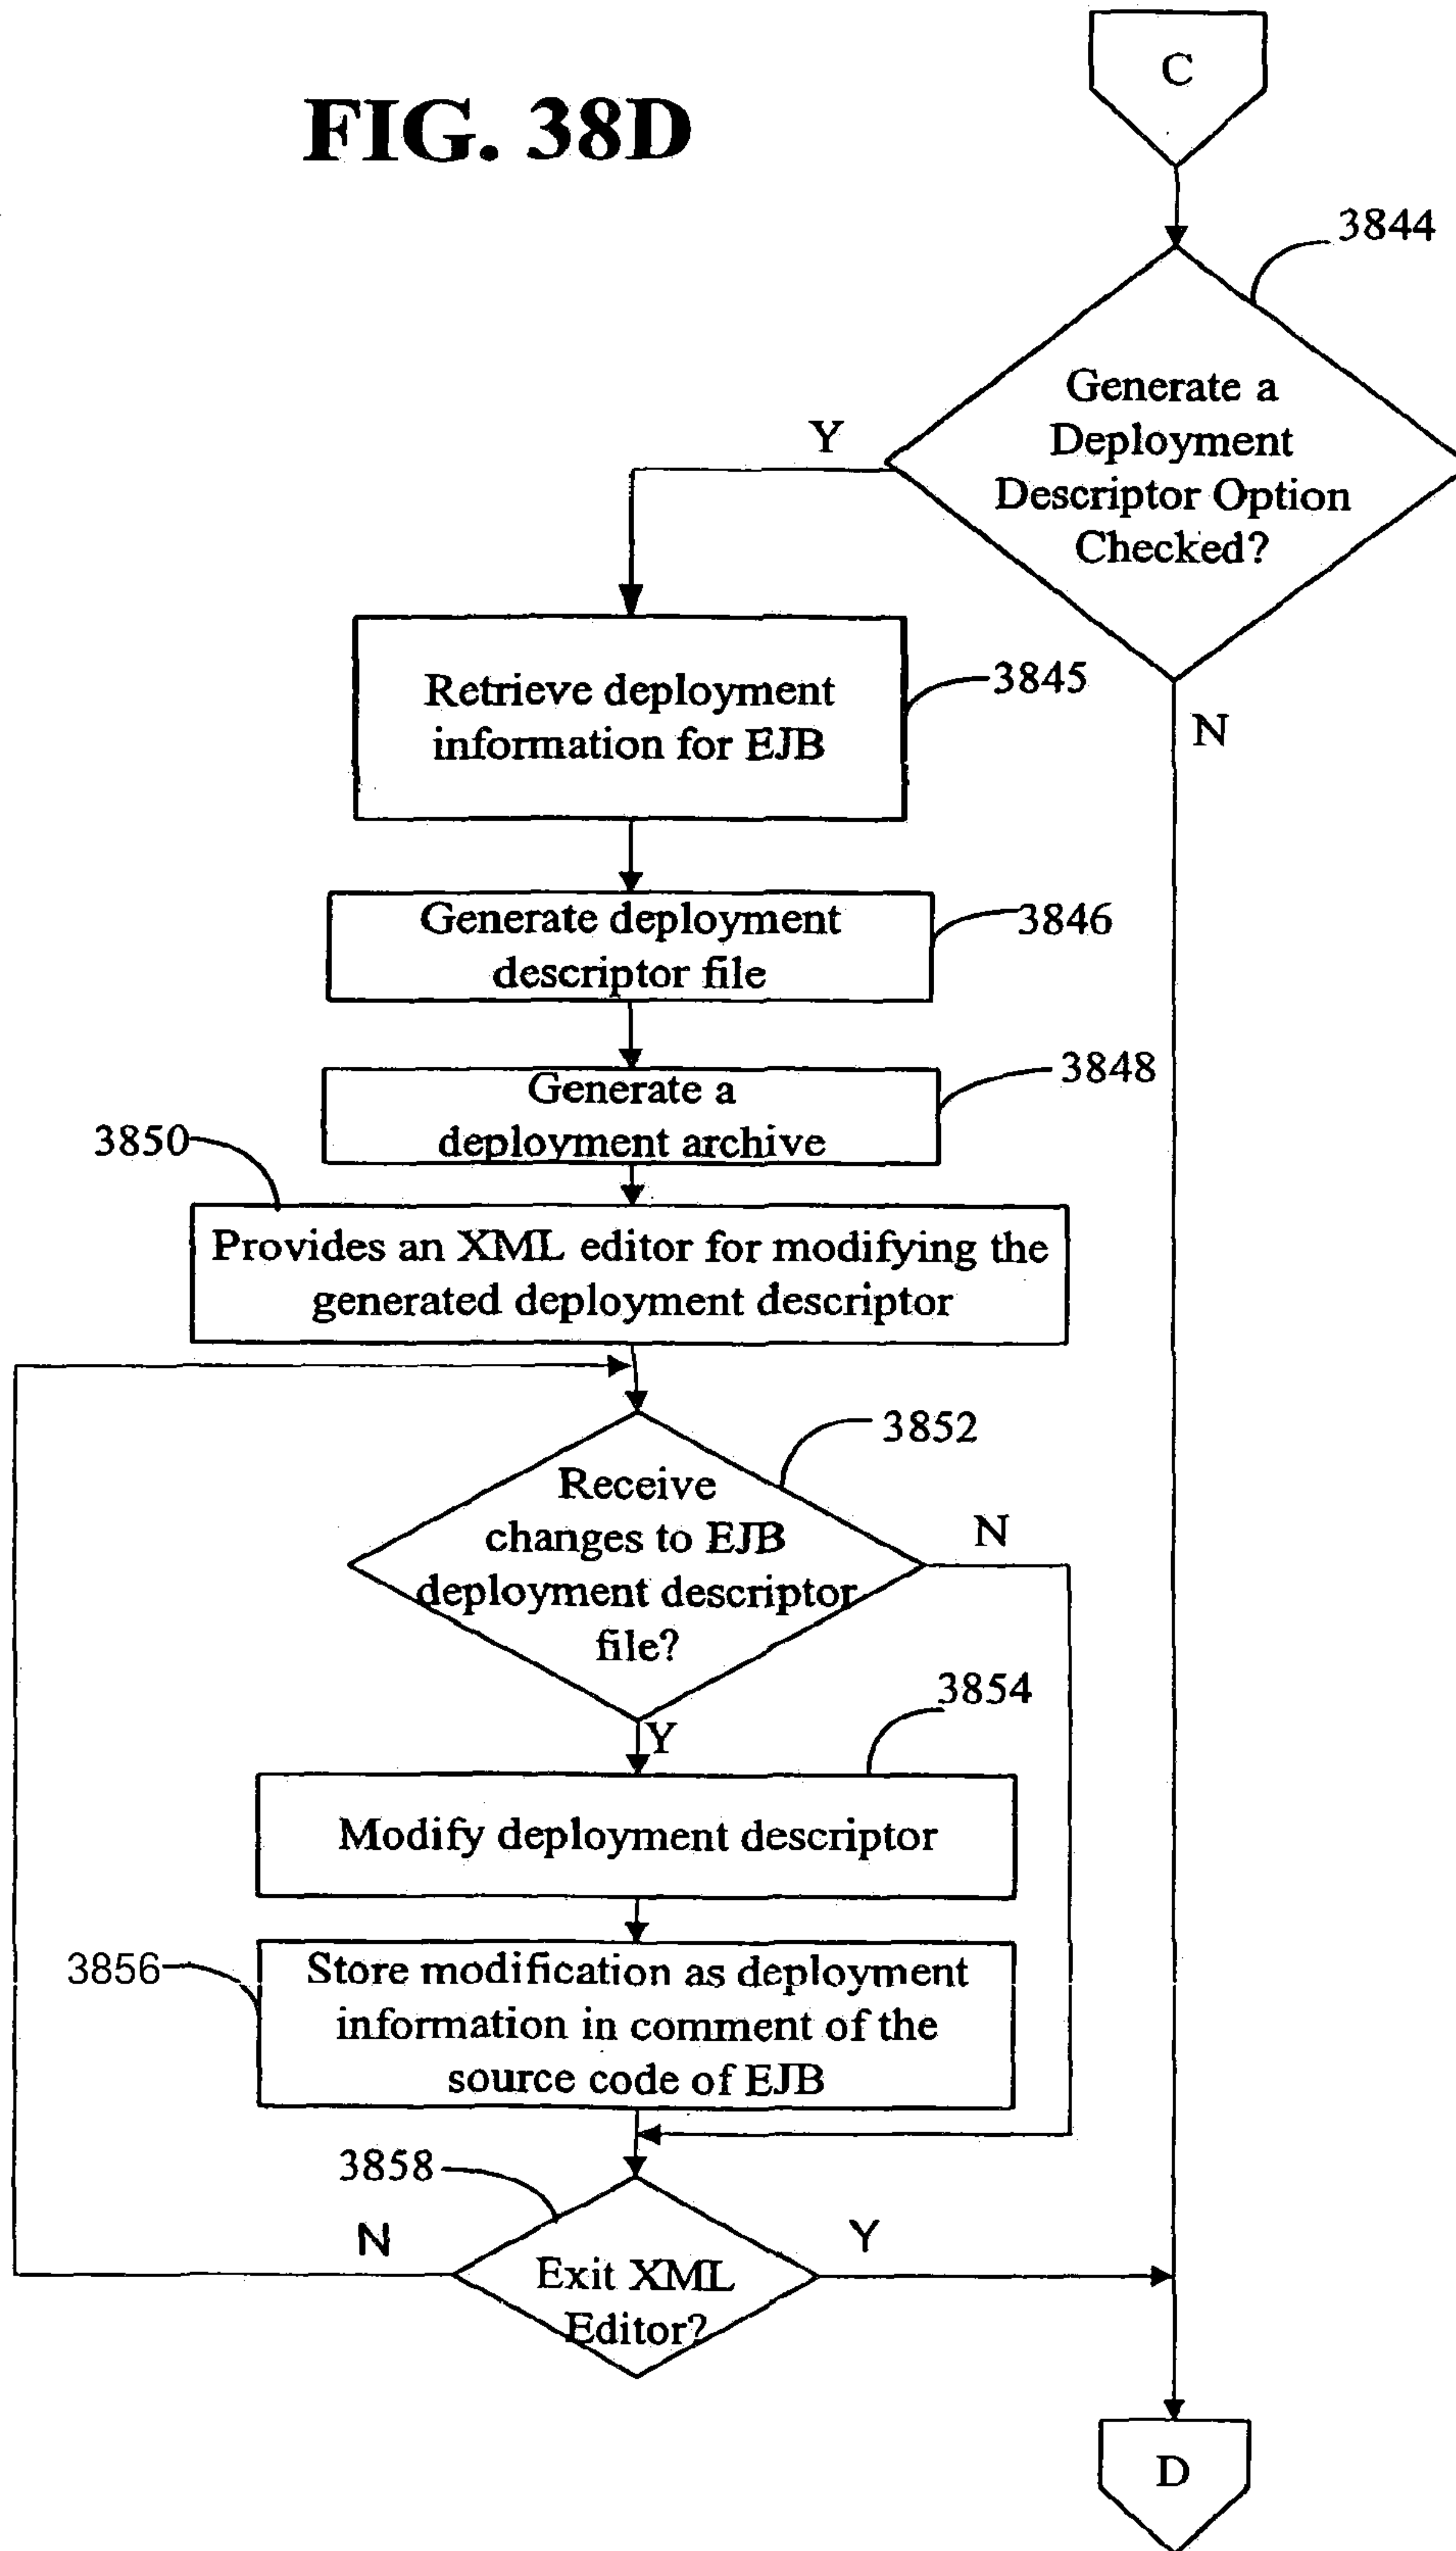 FIG. 38D
C
3844
Generate a
Deployment
Descriptor Option
Checked?
Y
N
Retrieve deployment
information for EJB
3845
Generate deployment
descriptor file
3846
Generate a
deployment archive
3848
3850
Provides an XML editor for modifying the
generated deployment descriptor
3852
Receive
changes to EJB
deployment descriptor
file?
N
Y
3854
Modify deployment descriptor
3856
Store modification as deployment
information in comment of the
source code of EJB
3858
N
Y
Exit XML
Editor?
D